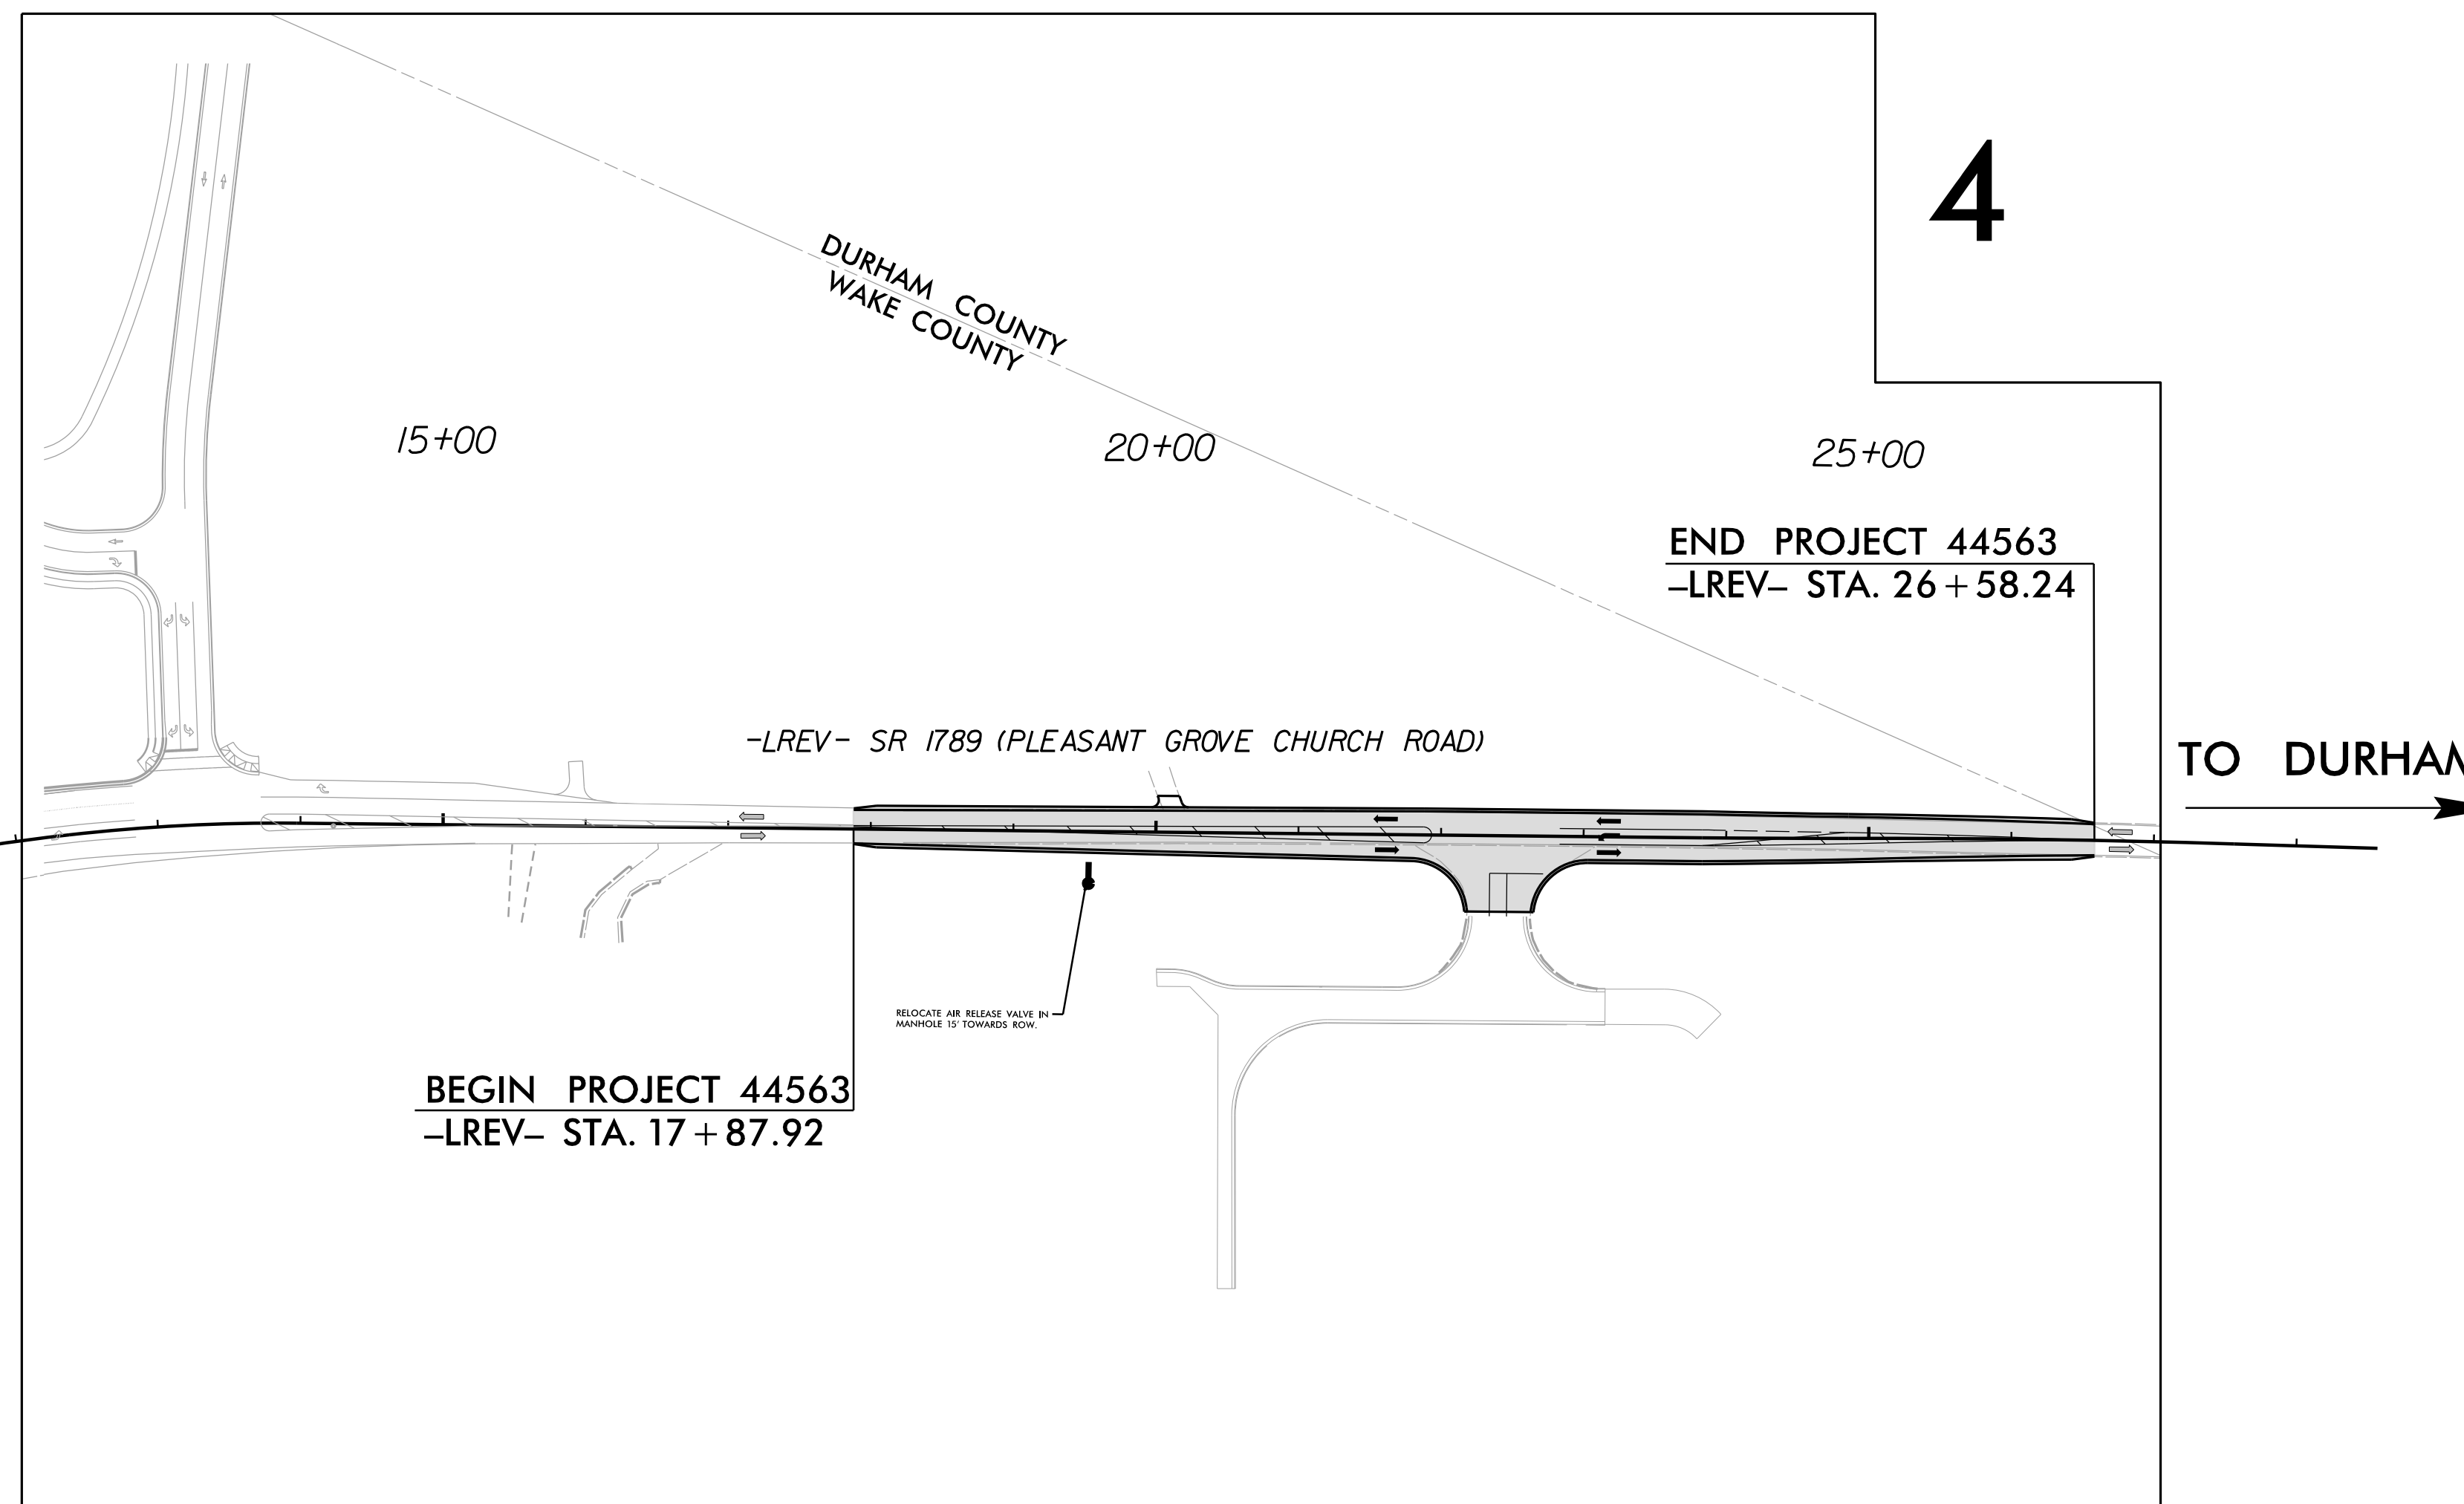 4
DURHAM COUNTY
WAKE COUNTY
15+00
20+00
25+00
END PROJECT 44563
–LREV– STA. 26+58.24
-LREV- SR 1789 (PLEASANT GROVE CHURCH ROAD)
TO DURHAM
RELOCATE AIR RELEASE VALVE IN
MANHOLE 15' TOWARDS ROW.
BEGIN PROJECT 44563
–LREV– STA. 17+87.92